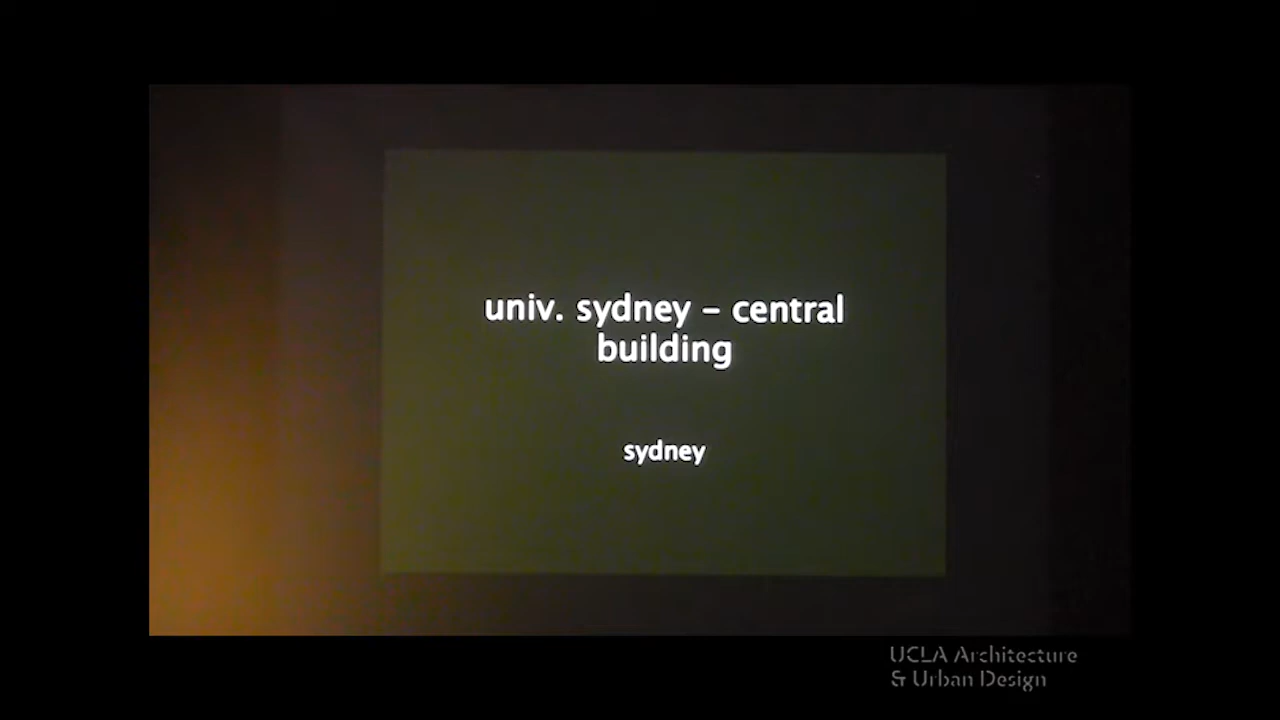 univ. sydney – central
building
sydney
UCLA Architecture
& Urban Design